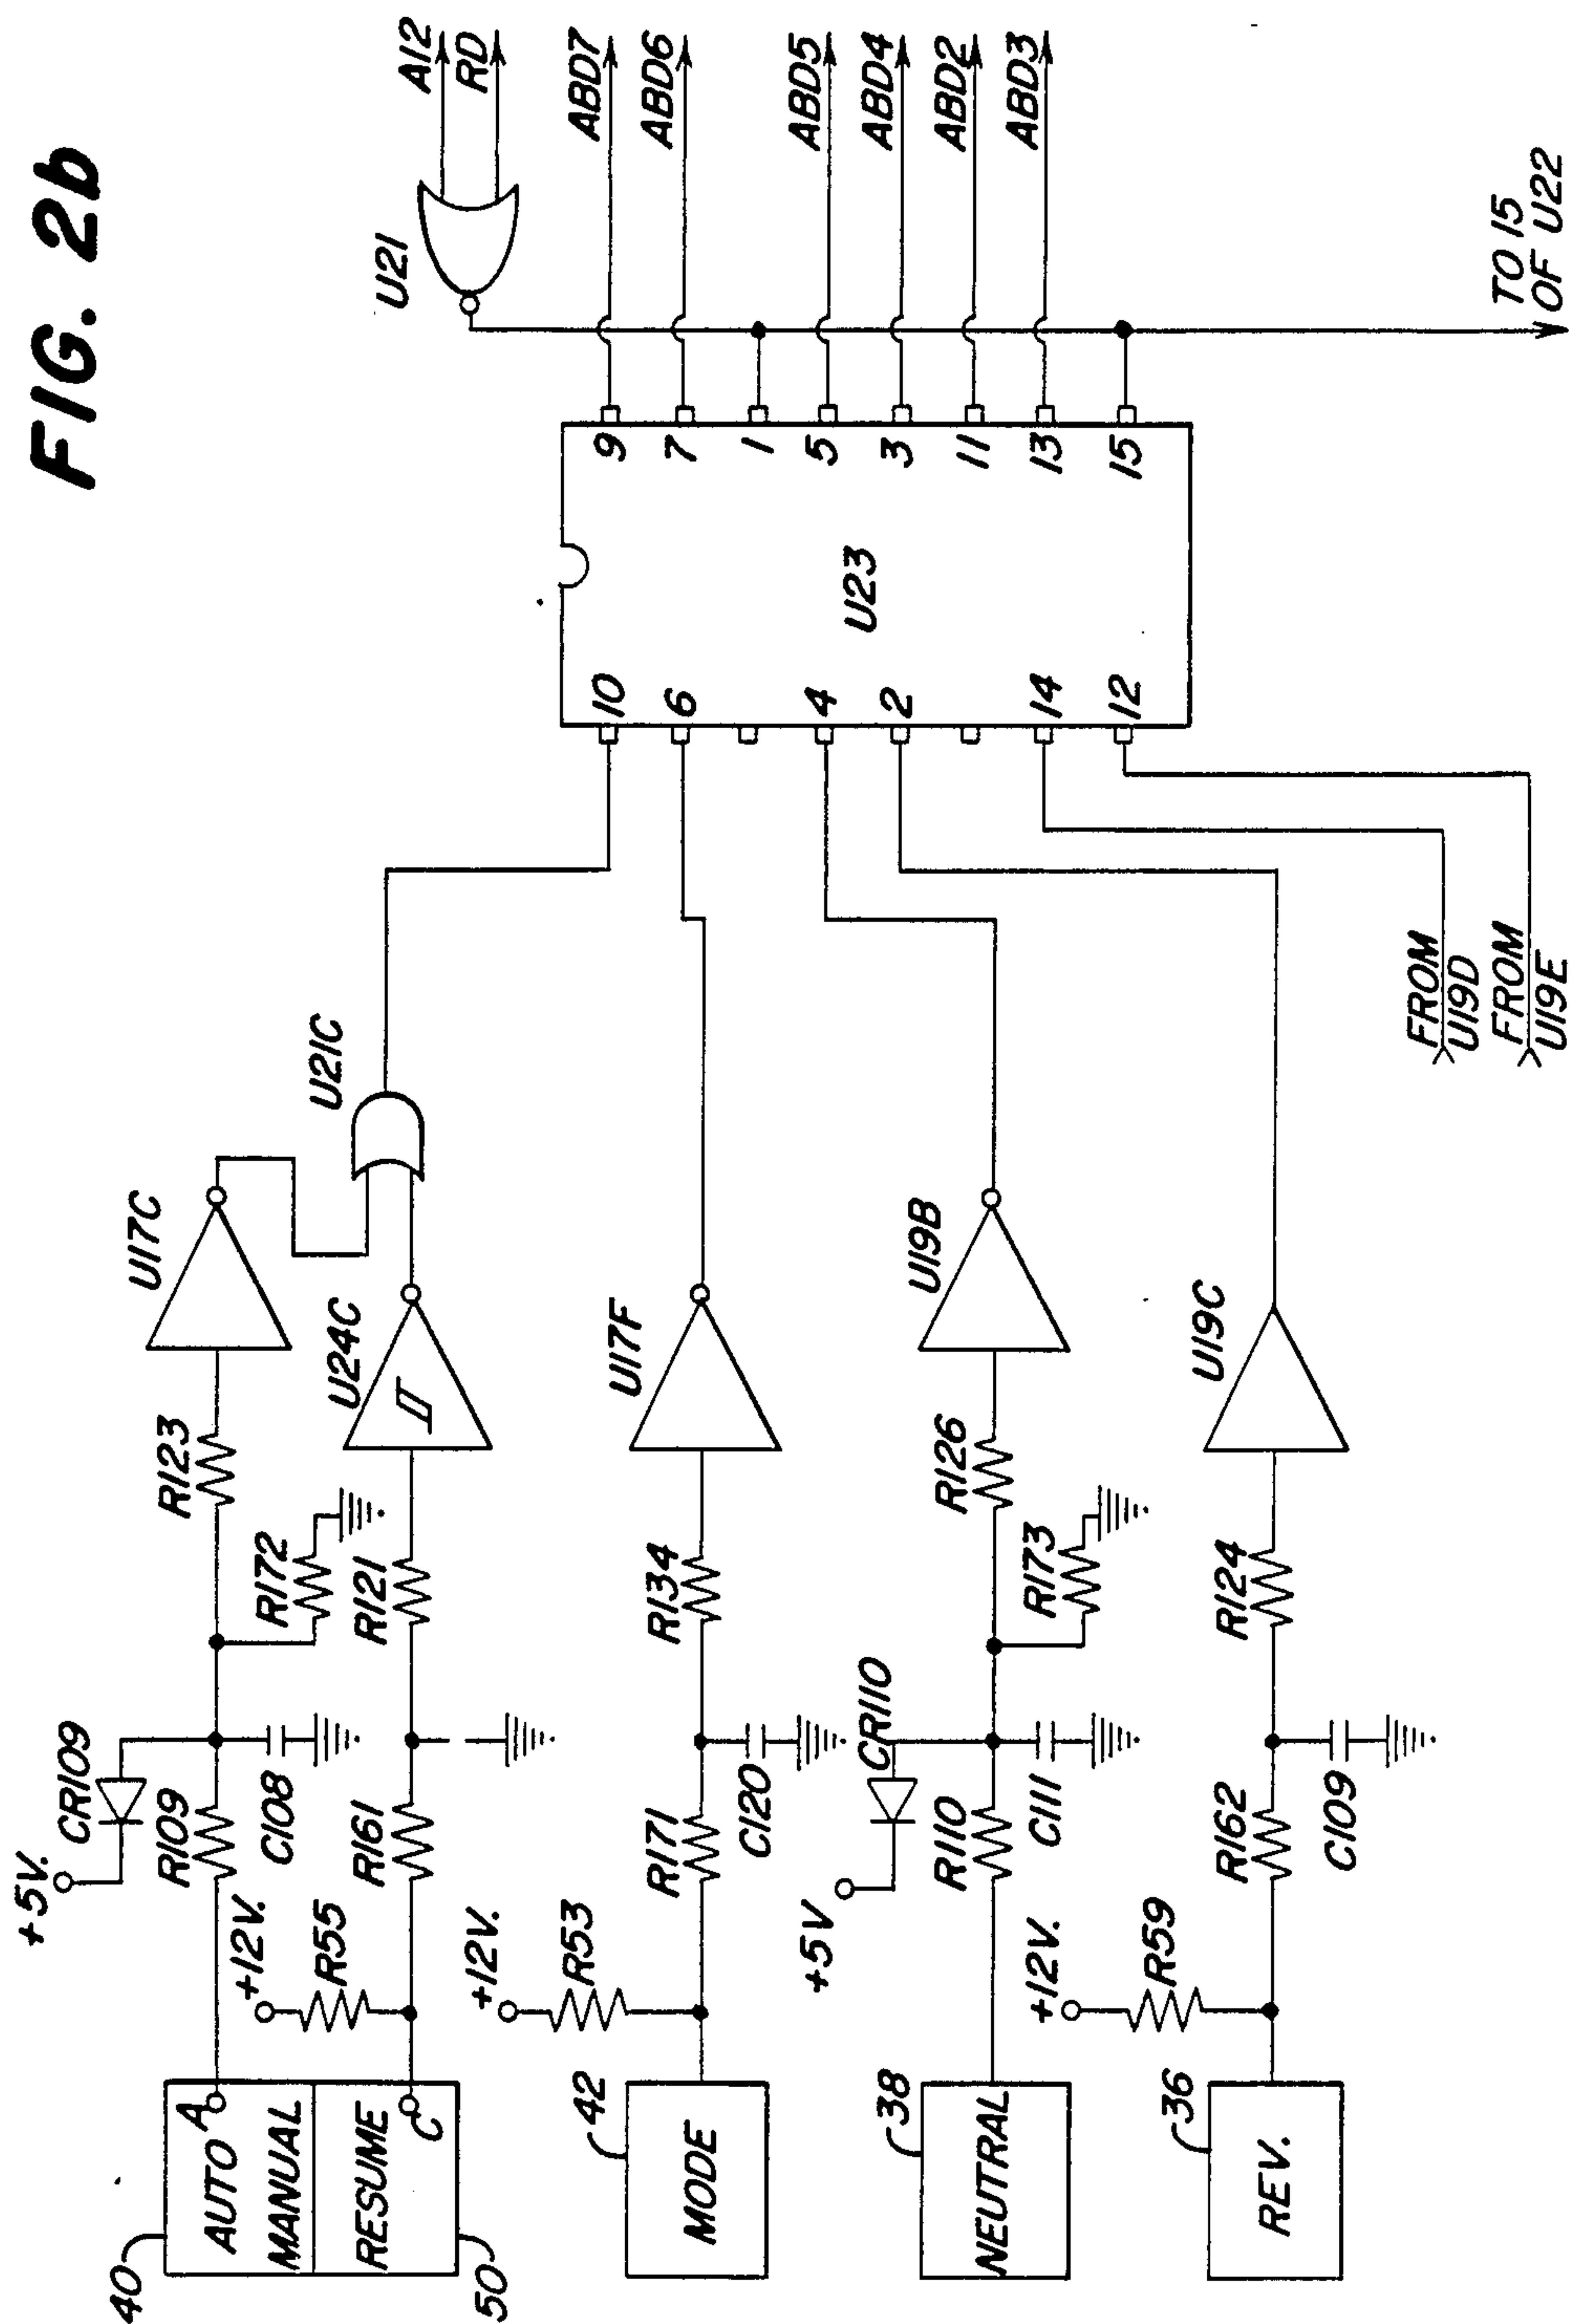 FIG. 2b
40
AUTO A
MANUAL
RESUME
C
50
+5V.
CR109
R109
C108
R172
R123
U17C
+12V.
R55
R161
R121
U24C
U21C
42
MODE
+12V.
R53
R171
C120
R134
U17F
38
NEUTRAL
+5V
CR110
R110
C111
R173
R126
U19B
36
REV.
+12V.
R59
R162
C109
R124
U19C
FROM
U19D
FROM
U19E
10
6
4
2
14
12
U23
9
7
1
5
3
11
13
15
U21
A12
RD
ABD7
ABD6
ABD5
ABD4
ABD2
ABD3
TO 15
OF U22